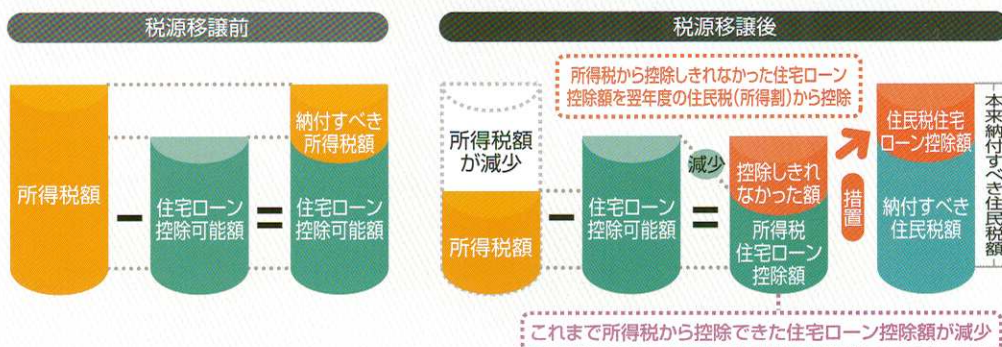 税源移譲前
所得税額
−
住宅ローン
控除可能額
=
納付すべき
所得税額
住宅ローン
控除可能額
税源移譲後
所得税から控除しきれなかった住宅ローン
控除額を翌年度の住民税(所得割)から控除
所得税額
が減少
所得税額
−
住宅ローン
控除可能額
減少
=
控除しきれ
なかった額
所得税
住宅ローン
控除額
措置
住民税住宅
ローン控除額
納付すべき
住民税額
本来納付すべき住民税額
これまで所得税から控除できた住宅ローン控除額が減少